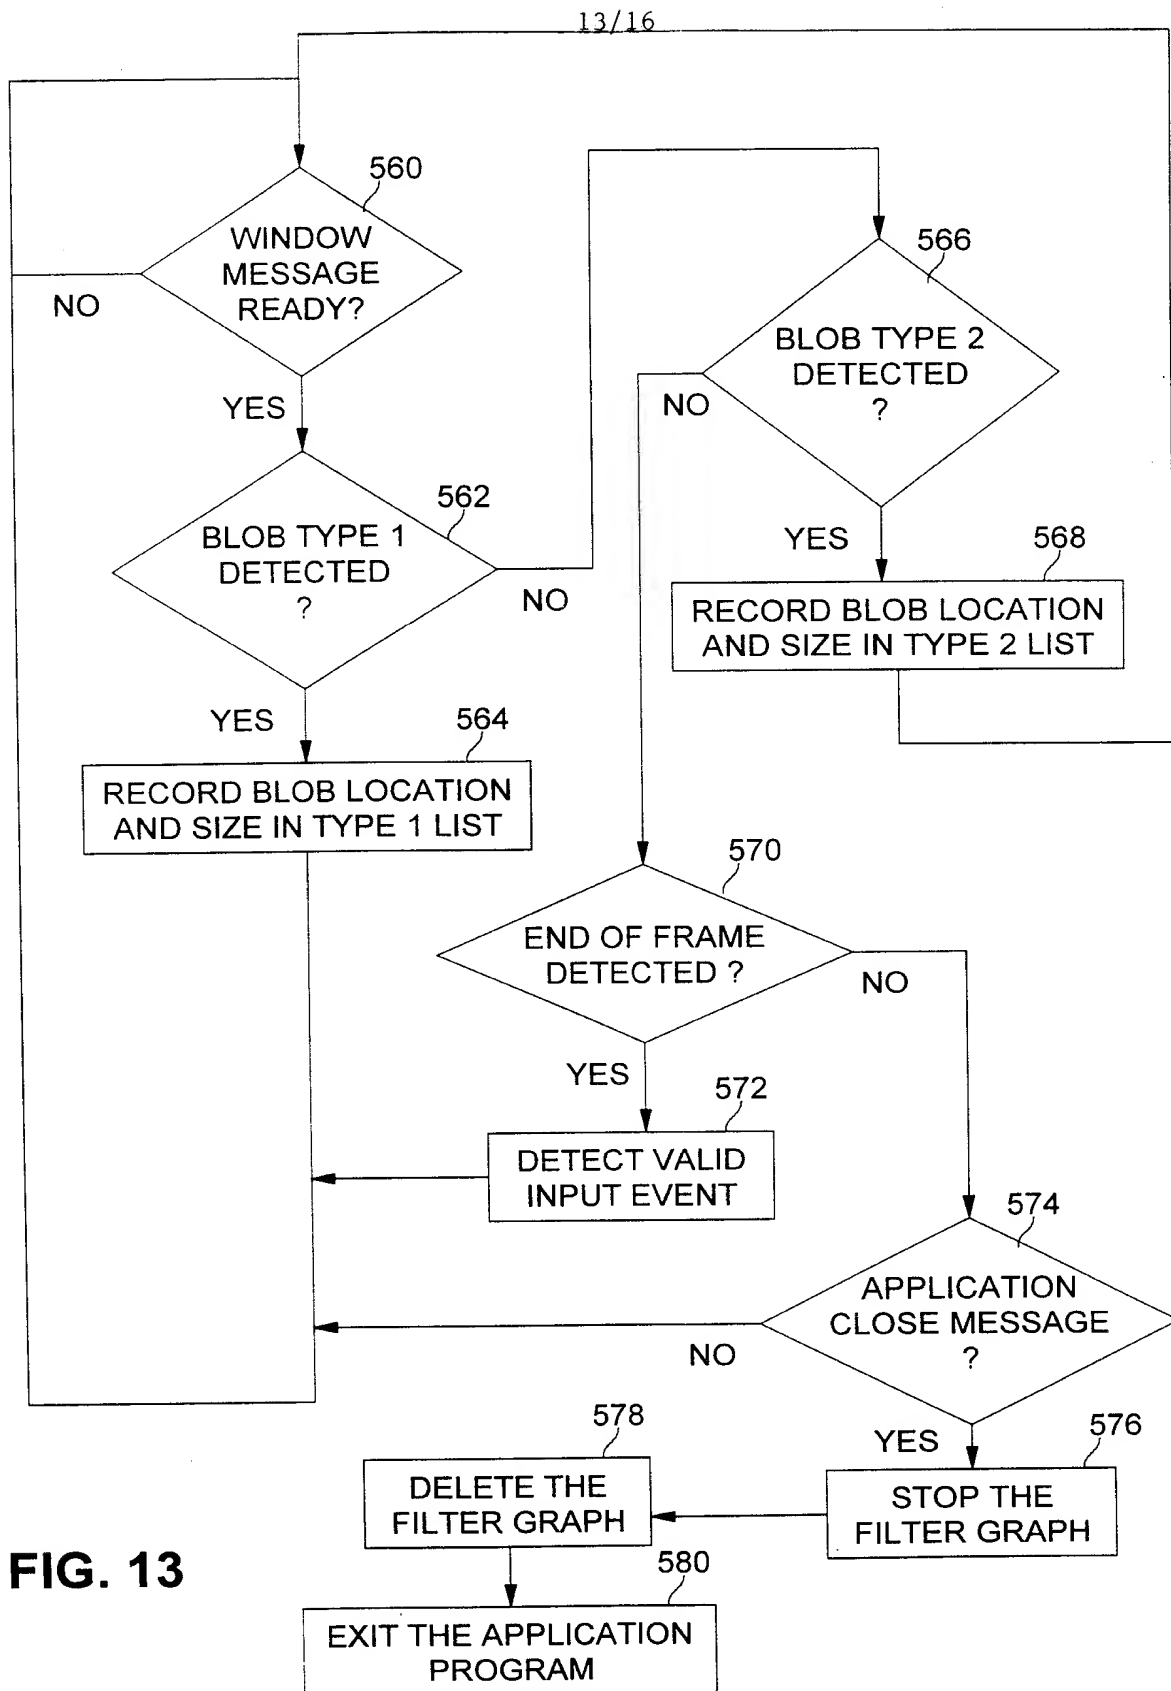 13/16
560
WINDOW
MESSAGE
READY?
NO
YES
562
BLOB TYPE 1
DETECTED
?
NO
YES
564
RECORD BLOB LOCATION
AND SIZE IN TYPE 1 LIST
566
BLOB TYPE 2
DETECTED
?
NO
YES
568
RECORD BLOB LOCATION
AND SIZE IN TYPE 2 LIST
570
END OF FRAME
DETECTED ?
NO
YES
572
DETECT VALID
INPUT EVENT
574
APPLICATION
CLOSE MESSAGE
?
NO
YES
576
STOP THE
FILTER GRAPH
578
DELETE THE
FILTER GRAPH
580
EXIT THE APPLICATION
PROGRAM
FIG. 13